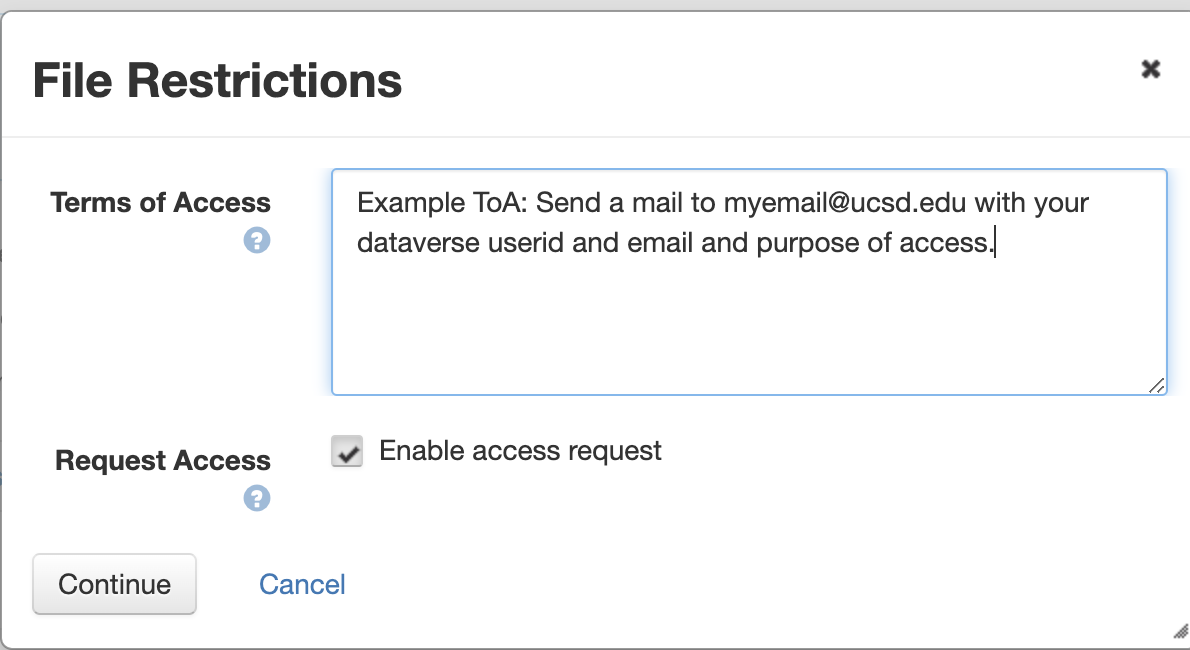 File Restrictions
Terms of Access
Example ToA: Send a mail to myemail@ucsd.edu with your
dataverse userid and email and purpose of access.
Request Access
Enable access request
Continue
Cancel